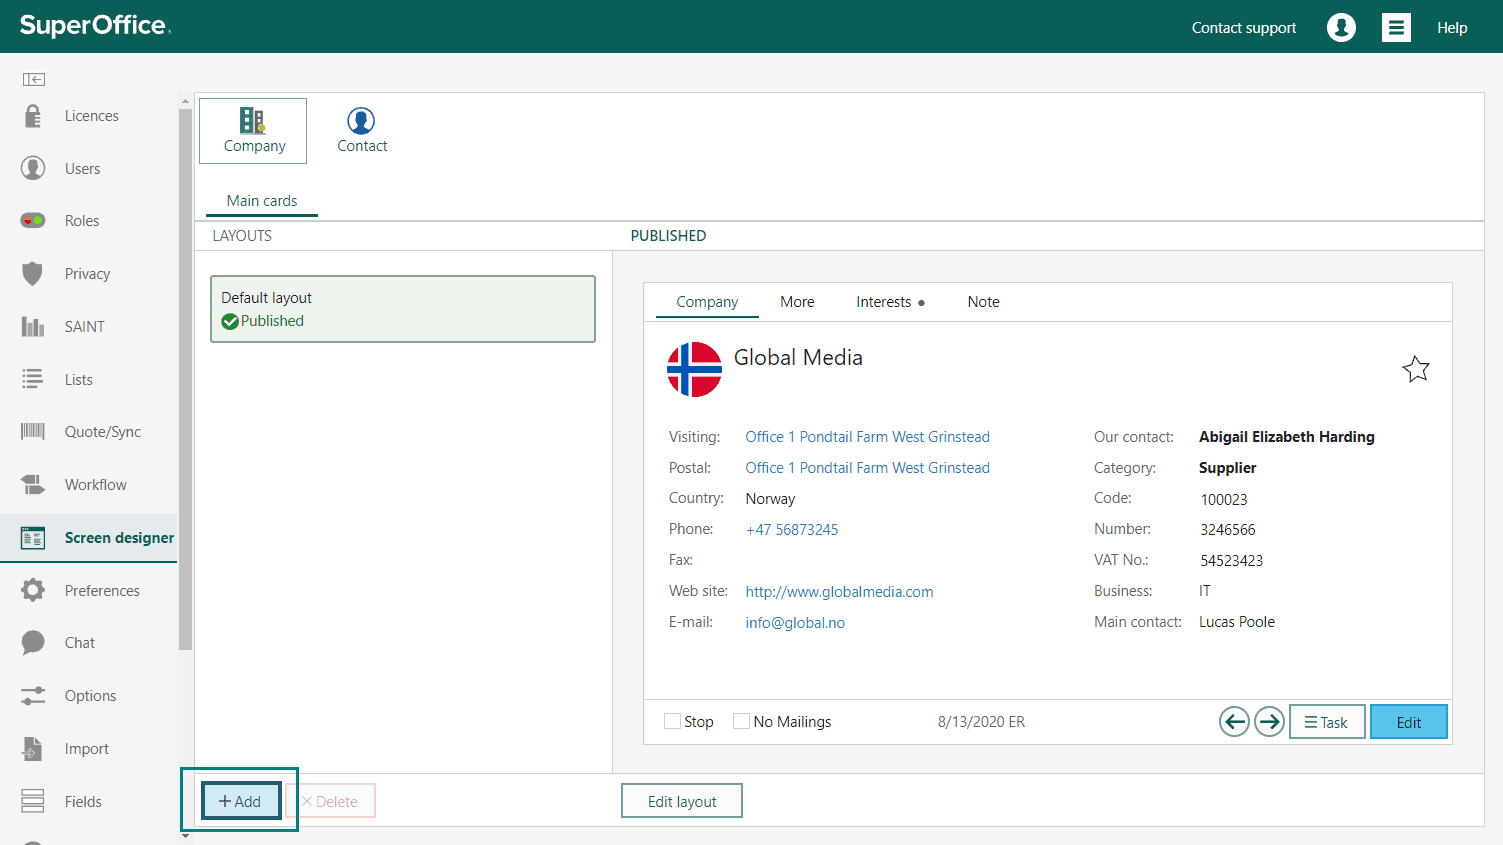 SuperOffice
Contact support
Help
Licences
Users
Roles
Privacy
SAINT
Lists
Quote/Sync
Workflow
Screen designer
Preferences
Chat
Options
Import
Fields
Company
Contact
Main cards
LAYOUTS
PUBLISHED
Default layout
Published
Company More Interests • Note
Global Media
Visiting: Office 1 Pondtail Farm West Grinstead
Postal: Office 1 Pondtail Farm West Grinstead
Country: Norway
Phone: +47 56873245
Fax:
Web site: http://www.globalmedia.com
E-mail: info@global.no
Our contact: Abigail Elizabeth Harding
Category: Supplier
Code: 100023
Number: 3246566
VAT No.: 54523423
Business: IT
Main contact: Lucas Poole
Stop No Mailings 8/13/2020 ER Task Edit
+ Add
Delete
Edit layout